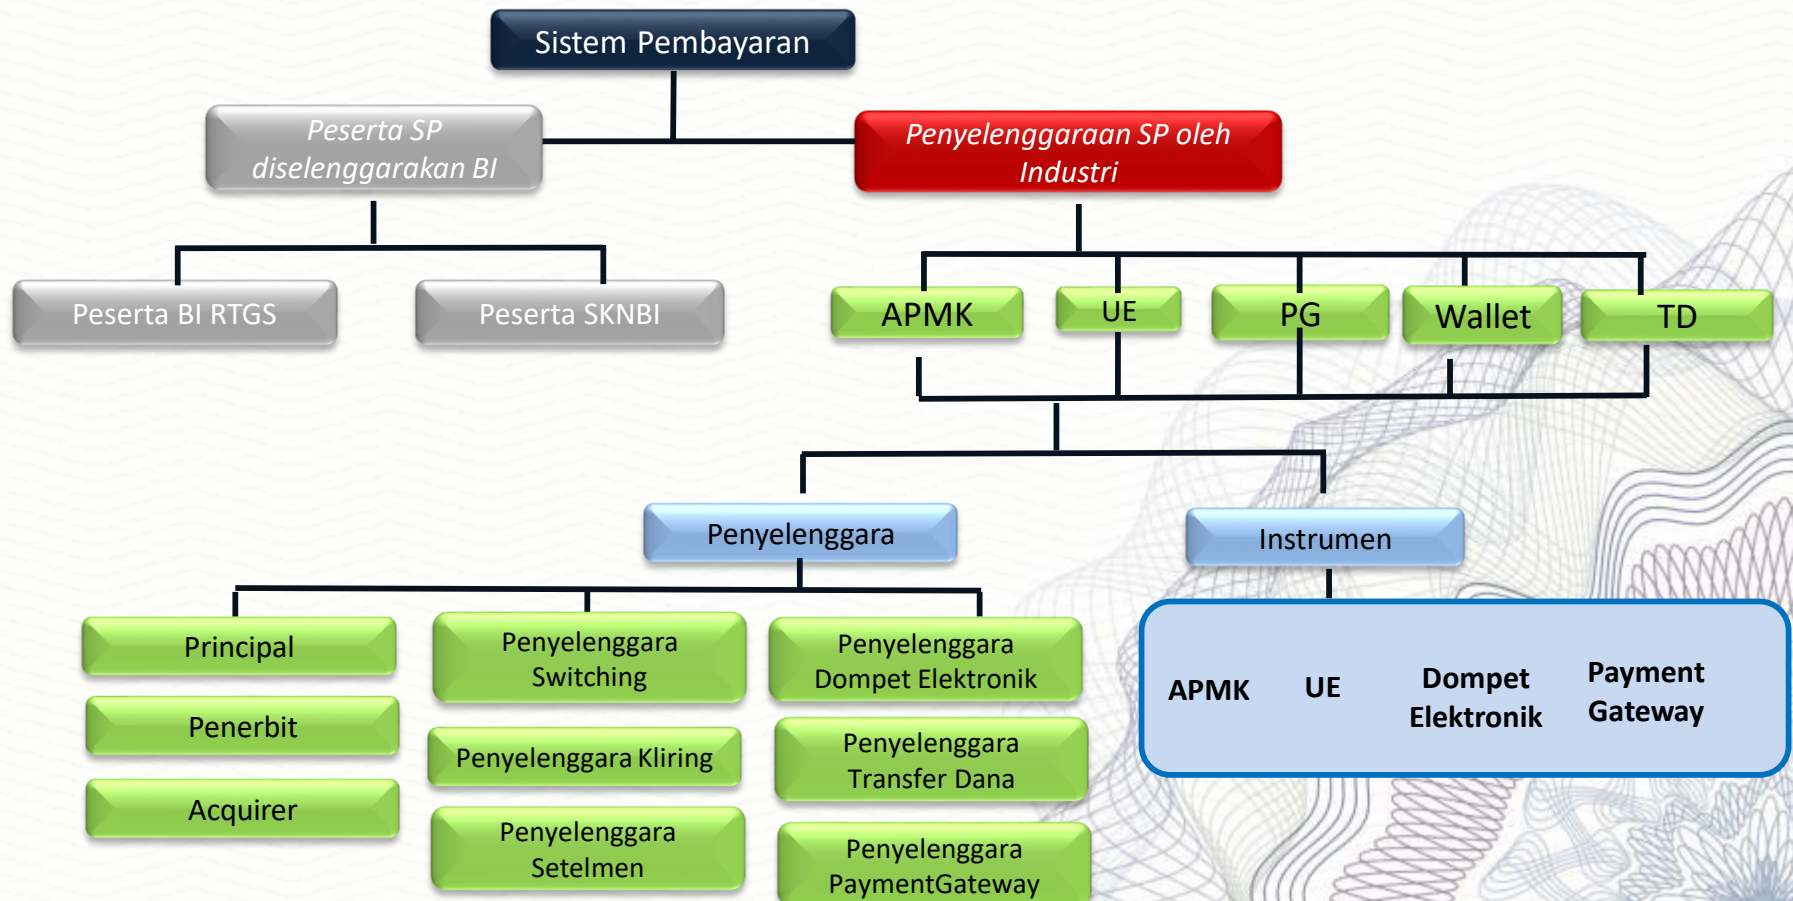 Sistem Pembayaran
Peserta SP
diselenggarakan BI
Penyelenggaraan SP oleh
Industri
Peserta BI RTGS
Peserta SKNBI
APMK
UE
PG
Wallet
TD
Penyelenggara
Instrumen
Principal
Penerbit
Acquirer
Penyelenggara
Switching
Penyelenggara Kliring
Penyelenggara
Setelmen
Penyelenggara
Dompet Elektronik
Penyelenggara
Transfer Dana
Penyelenggara
PaymentGateway
APMK
UE
Dompet
Elektronik
Payment
Gateway